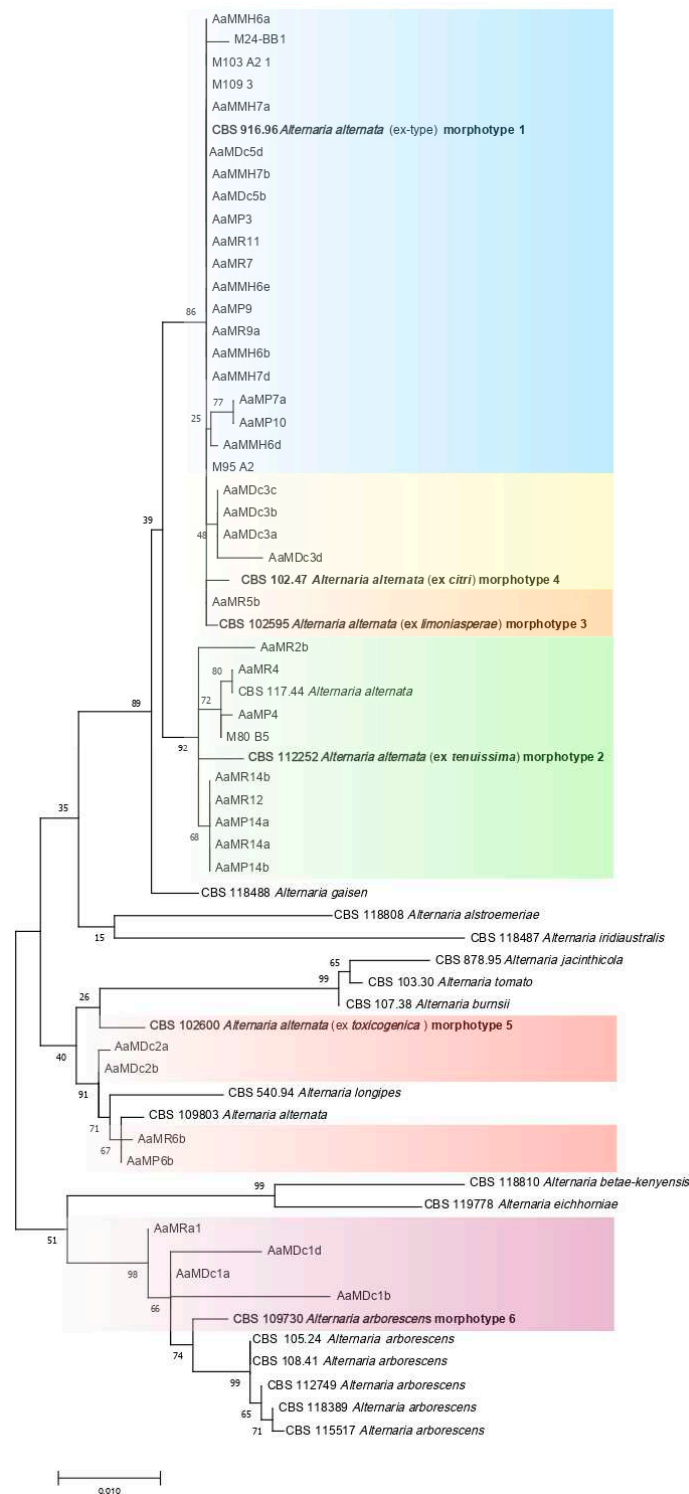 AaMMH6a
M24-BB1
M103 A2 1
M109 3
AaMMH7a
CBS 916.96 Alternaria alternata (ex-type) morphotype 1
AaMDc5d
AaMMH7b
AaMDc5b
AaMP3
AaMR11
AaMR7
AaMMH6e
AaMP9
86
AaMR9a
AaMMH6b
AaMMH7d
77
AaMP7a
25
AaMP10
AaMMH6d
M95 A2
AaMDc3c
AaMDc3b
39
48
AaMDc3a
AaMDc3d
CBS 102.47 Alternaria alternata (ex citri) morphotype 4
AaMR5b
CBS 102595 Alternaria alternata (ex limoniasperae) morphotype 3
AaMR2b
80
AaMR4
CBS 117.44 Alternaria alternata
89
72
AaMP4
M80 B5
92
CBS 112252 Alternaria alternata (ex tenuissima) morphotype 2
AaMR14b
AaMR12
35
AaMP14a
68
AaMR14a
AaMP14b
CBS 118488 Alternaria gaisen
CBS 118808 Alternaria alstroemeriae
15
CBS 118487 Alternaria iridiaustralis
65
CBS 878.95 Alternaria jacinthicola
99
CBS 103.30 Alternaria tomato
26
CBS 107.38 Alternaria burnsii
CBS 102600 Alternaria alternata (ex toxicogenica ) morphotype 5
40
AaMDc2a
AaMDc2b
91
CBS 540.94 Alternaria longipes
71
CBS 109803 Alternaria alternata
67
AaMR6b
AaMP6b
99
CBS 118810 Alternaria betae-kenyensis
CBS 119778 Alternaria eichhorniae
51
AaMRa1
AaMDc1d
98
AaMDc1a
66
AaMDc1b
CBS 109730 Alternaria arborescens morphotype 6
74
CBS 105.24 Alternaria arborescens
CBS 108.41 Alternaria arborescens
99
CBS 112749 Alternaria arborescens
65
CBS 118389 Alternaria arborescens
71
CBS 115517 Alternaria arborescens
0.010